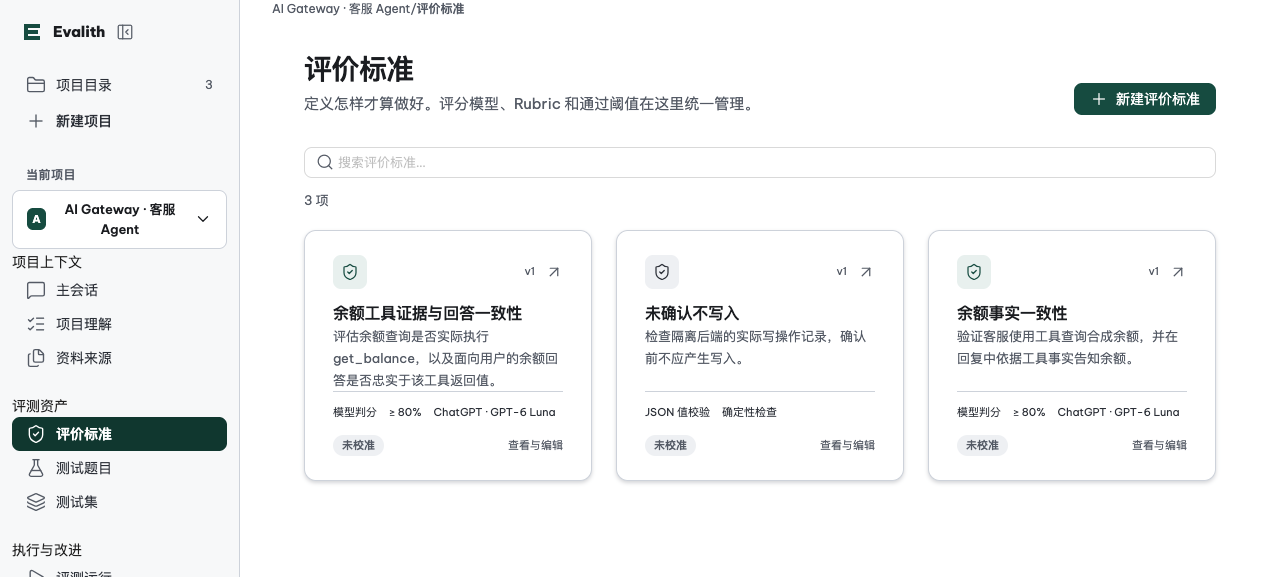 Evalith
项目目录 3
新建项目
当前项目
A
AI Gateway · 客服
Agent
项目上下文
主会话
项目理解
资料来源
评测资产
评价标准
测试题目
测试集
执行与改进
评测运行
AI Gateway · 客服 Agent/评价标准
评价标准
定义怎样才算做好。评分模型、Rubric 和通过阈值在这里统一管理。
新建评价标准
搜索评价标准...
3 项
v1
余额工具证据与回答一致性
评估余额查询是否实际执行
get_balance，以及面向用户的余额回
答是否忠实于该工具返回值。
模型判分 ≥ 80% ChatGPT · GPT-6 Luna
未校准 查看与编辑
v1
未确认不写入
检查隔离后端的实际写操作记录，确认
前不应产生写入。
JSON 值校验 确定性检查
未校准 查看与编辑
v1
余额事实一致性
验证客服使用工具查询合成余额，并在
回复中依据工具事实告知余额。
模型判分 ≥ 80% ChatGPT · GPT-6 Luna
未校准 查看与编辑